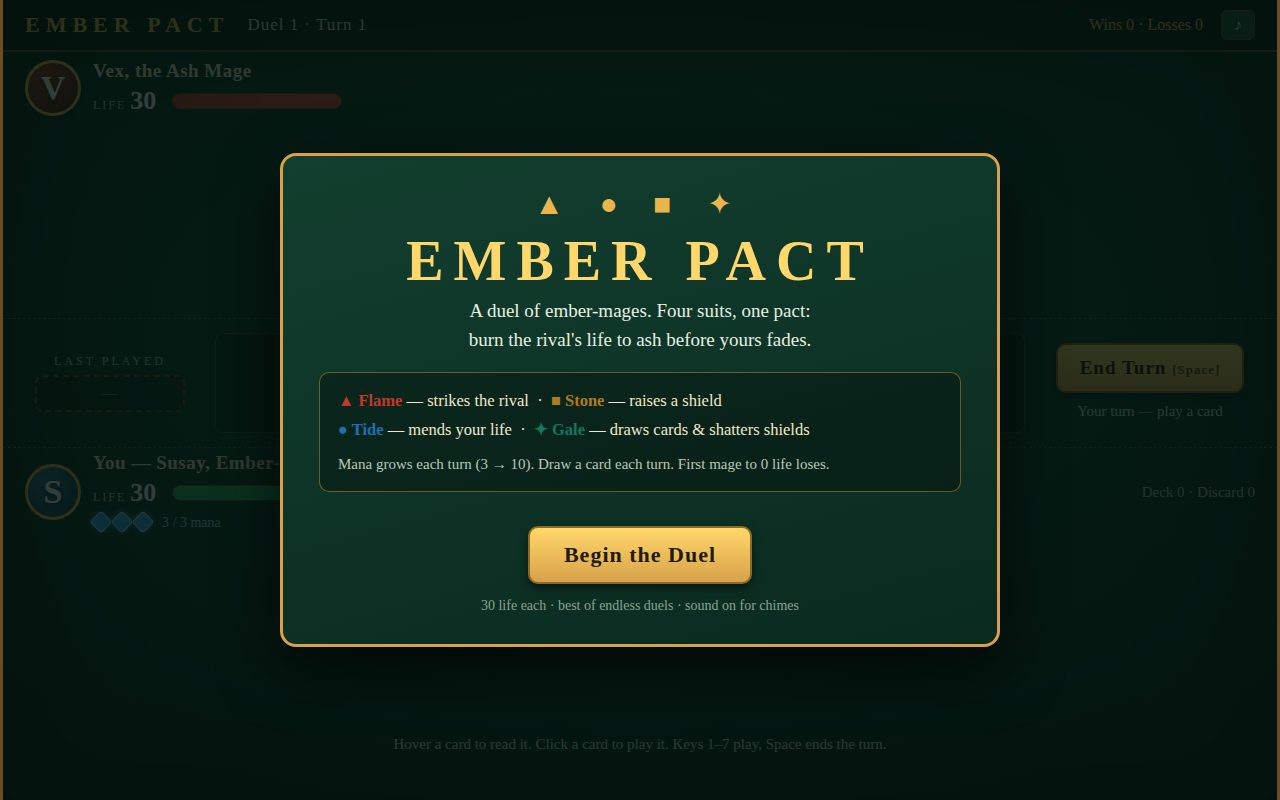 EMBER PACT Duel 1 · Turn 1 Wins 0 · Losses 0 ♪
V Vex, the Ash Mage
LIFE 30
▲ ● ■ ✦
EMBER PACT
A duel of ember-mages. Four suits, one pact:
burn the rival's life to ash before yours fades.
LAST PLAYED
—
▲ Flame — strikes the rival · ■ Stone — raises a shield
● Tide — mends your life · ✦ Gale — draws cards & shatters shields
Mana grows each turn (3 → 10). Draw a card each turn. First mage to 0 life loses.
End Turn [Space]
Your turn — play a card
S You — Susay, Ember-
LIFE 30
3 / 3 mana
Deck 0 · Discard 0
Begin the Duel
30 life each · best of endless duels · sound on for chimes
Hover a card to read it. Click a card to play it. Keys 1–7 play, Space ends the turn.